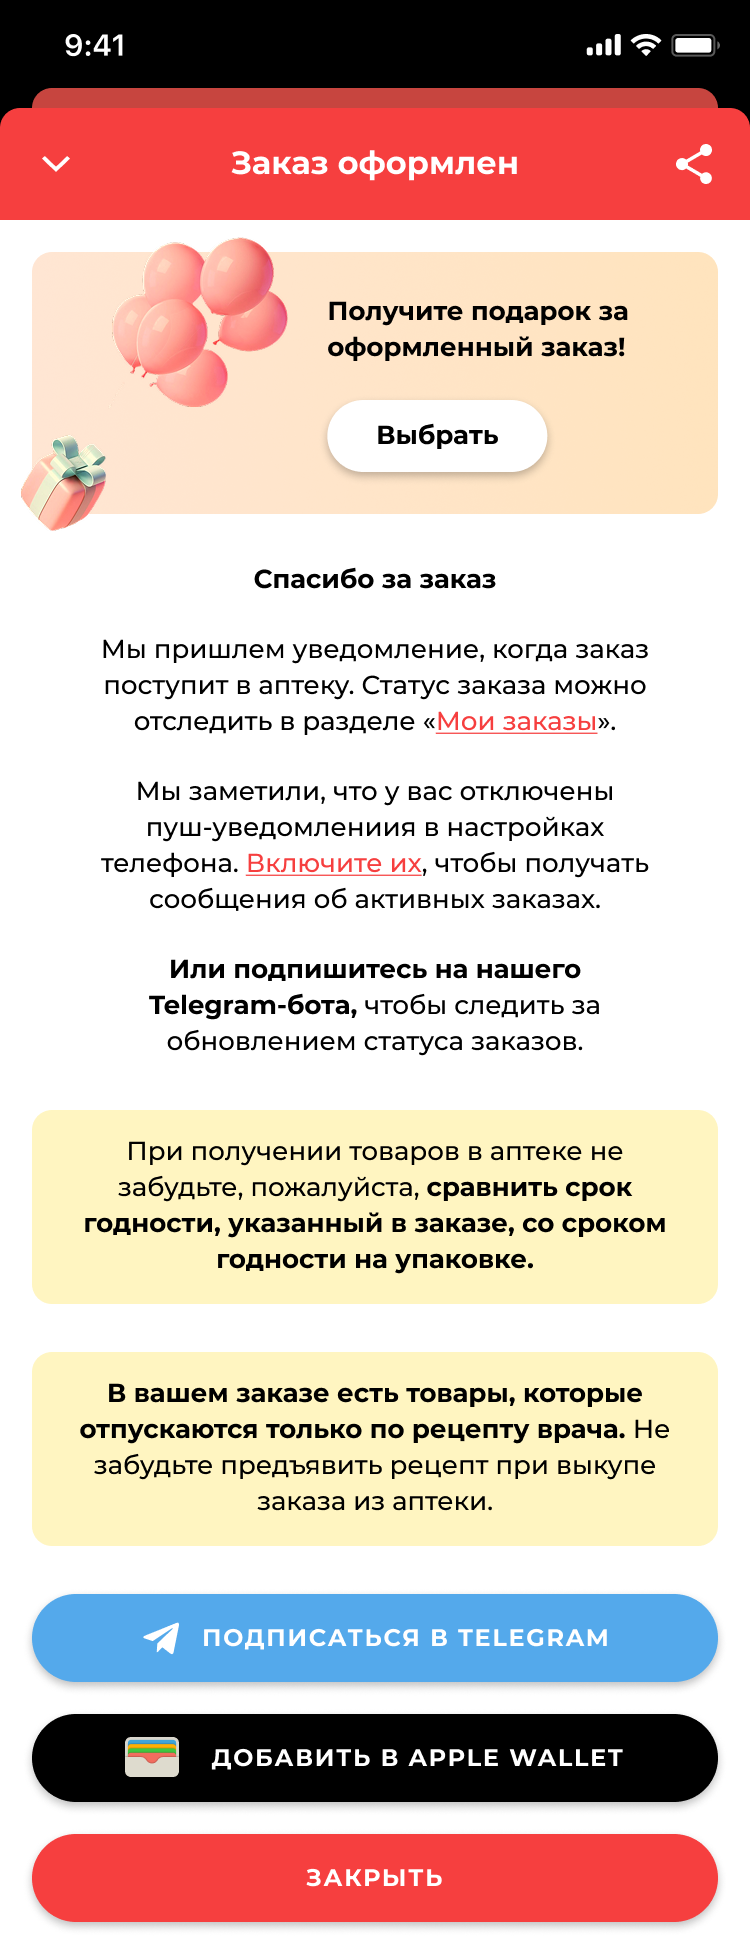 9:41
Заказ оформлен
Получите подарок за
оформленный заказ!
Выбрать
Спасибо за заказ
Мы пришлем уведомление, когда заказ
поступит в аптеку. Статус заказа можно
отследить в разделе «Мои заказы».
Мы заметили, что у вас отключены
пуш-уведомлениия в настройках
телефона. Включите их, чтобы получать
сообщения об активных заказах.
Или подпишитесь на нашего
Telegram-бота, чтобы следить за
обновлением статуса заказов.
При получении товаров в аптеке не
забудьте, пожалуйста, сравнить срок
годности, указанный в заказе, со сроком
годности на упаковке.
В вашем заказе есть товары, которые
отпускаются только по рецепту врача. Не
забудьте предъявить рецепт при выкупе
заказа из аптеки.
ПОДПИСАТЬСЯ В TELEGRAM
ДОБАВИТЬ В APPLE WALLET
ЗАКРЫТЬ